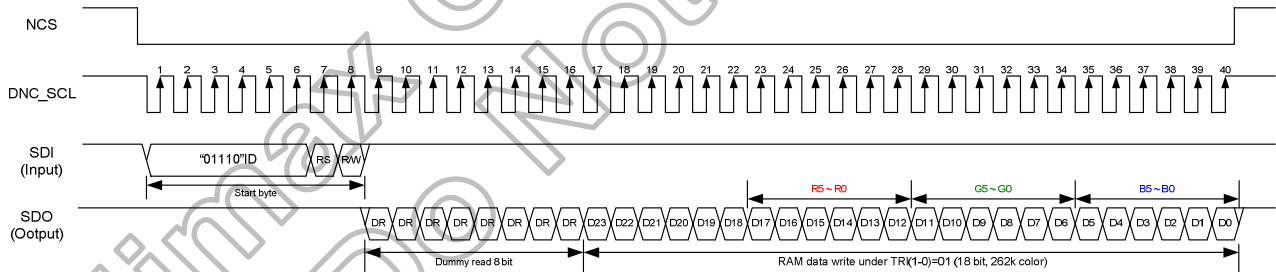 NCS
1 2 3 4 5 6 7 8 9 10 11 12 13 14 15 16 17 18 19 20 21 22 23 24 25 26 27 28 29 30 31 32 33 34 35 36 37 38 39 40
DNC_SCL
SDI
(Input)
"01110"ID RS R/W
Start byte
R5~R0 G5~G0 B5~B0
SDO
(Ootput)
DR DR DR DR DR DR DR DR D23 D22 D21 D20 D19 D18 D17 D16 D15 D14 D13 D12 D11 D10 D9 D8 D7 D6 D5 D4 D3 D2 D1 D0
Dummy read 8bit
RAM data write under TRI(1-0)=01 (18 bit, 262k color)
imax
Do No